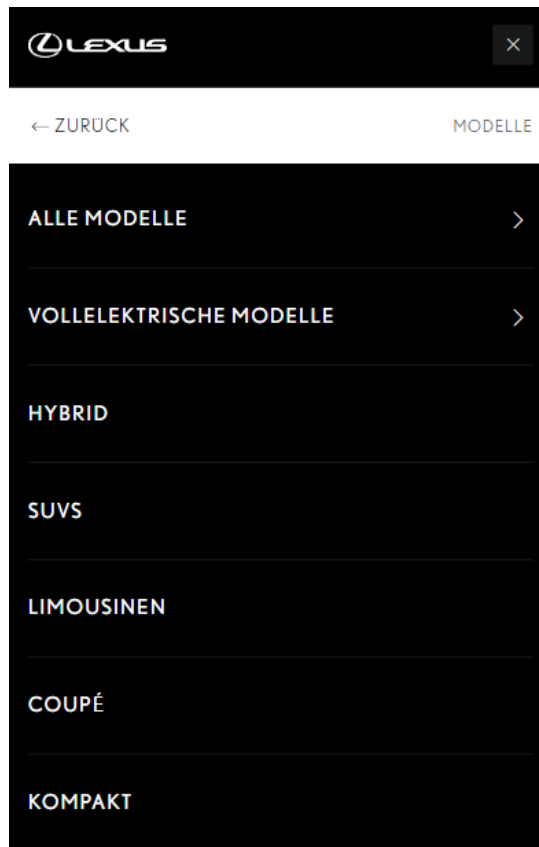 LEXUS
← ZURÜCK MODELLE
ALLE MODELLE
VOLLELEKTRISCHE MODELLE
HYBRID
SUVS
LIMOUSINEN
COUPÉ
KOMPAKT